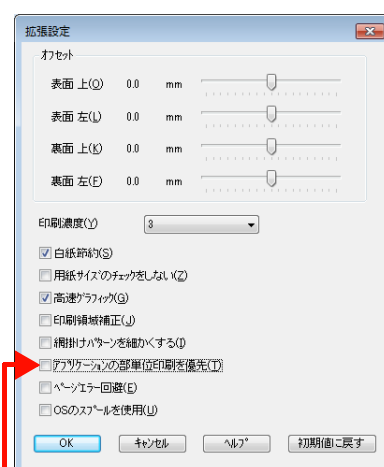 拡張設定
オフセット
表面 上(O) 0.0 mm
表面 左(L) 0.0 mm
裏面 上(K) 0.0 mm
裏面 左(F) 0.0 mm
印刷濃度(Y) 3
白紙節約(S)
用紙サイズのチェックをしない(Z)
高速グラフィック(G)
印刷領域補正(J)
網掛けパターンを細かくする(I)
アプリケーションの部単位印刷を優先(T)
ページエラー回避(E)
OSのスプールを使用(U)
OK キャンセル ヘルプ 初期値に戻す